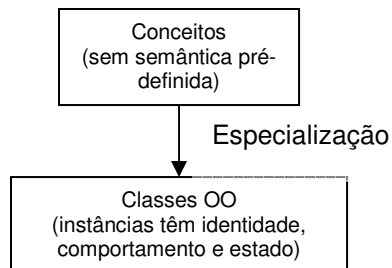 Conceitos
(sem semântica pré-
definida)
Especialização
Classes OO
(instâncias têm identidade,
comportamento e estado)